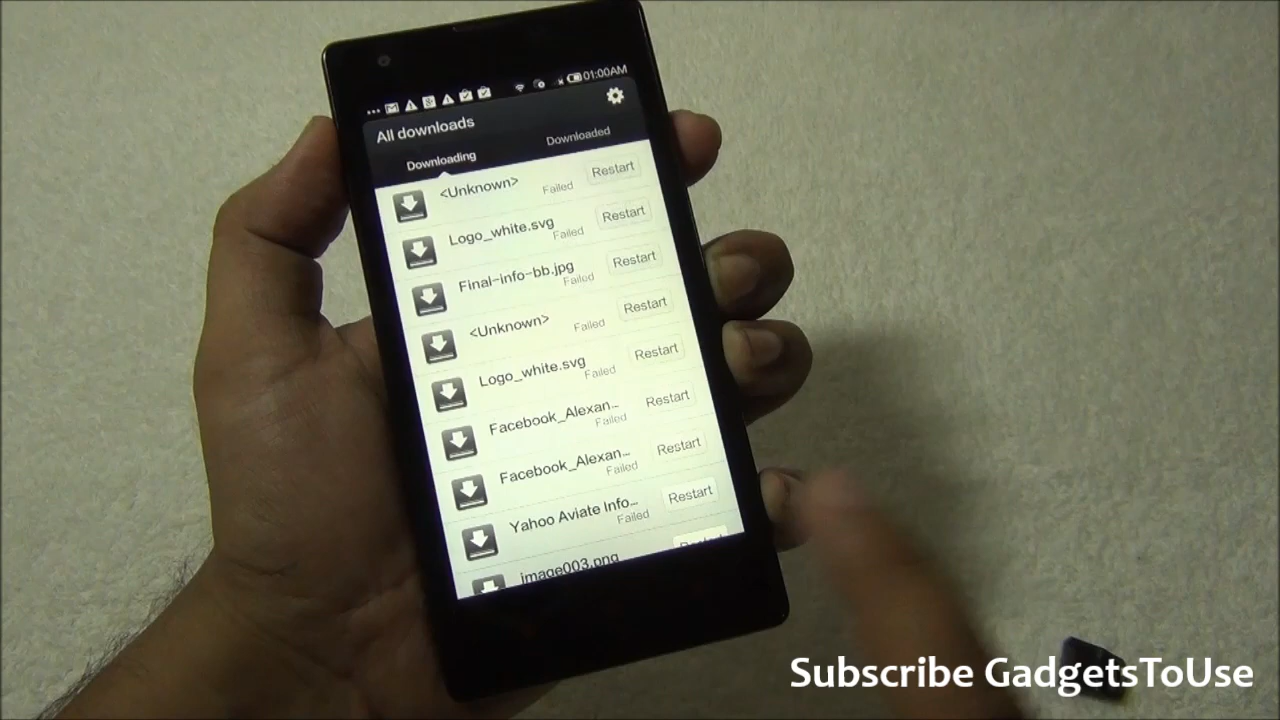 01:00AM
All downloads
Downloading Downloaded
<Unknown> Failed Restart
Logo_white.svg Failed Restart
Final-info-bb.jpg Failed Restart
<Unknown> Failed Restart
Logo_white.svg Failed Restart
Facebook_Alexan... Failed Restart
Facebook_Alexan... Failed Restart
Yahoo Aviate Info... Failed Restart
image003.png Restart
Subscribe GadgetsToUse